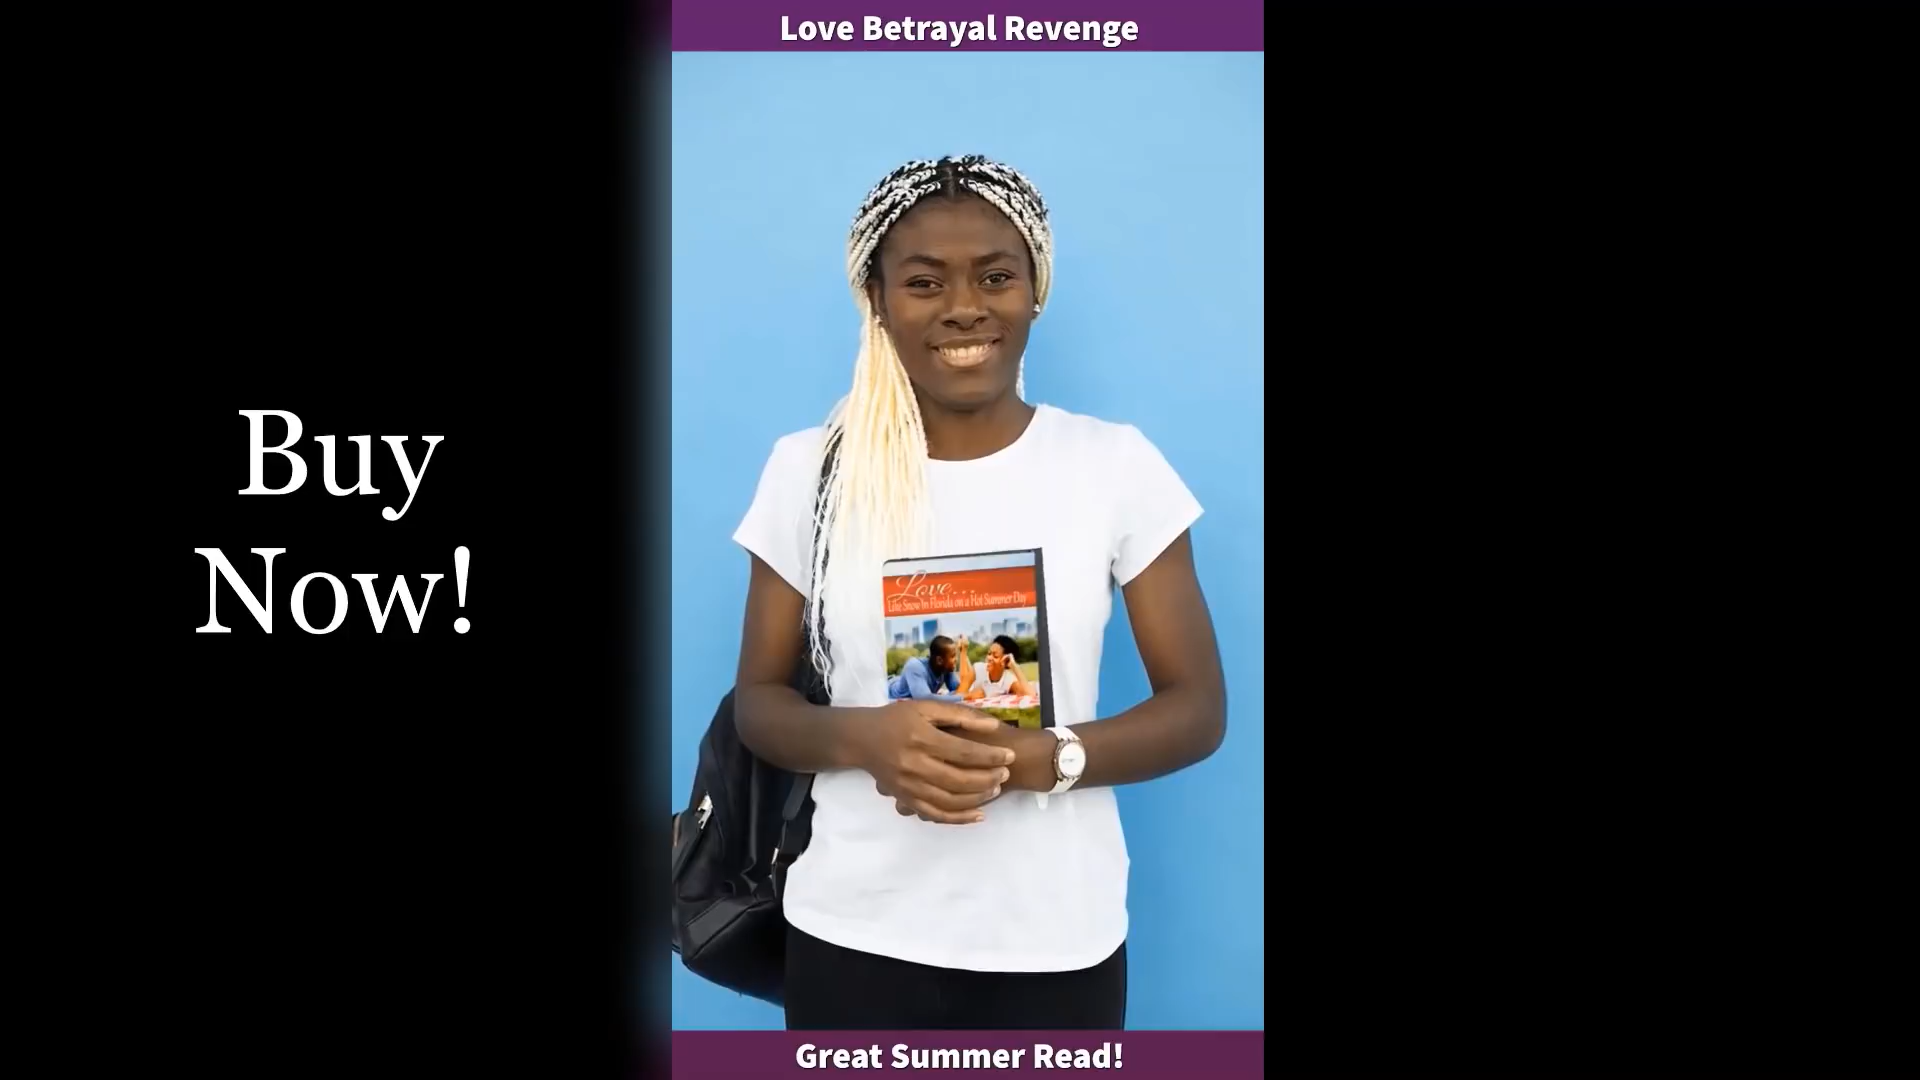 Love Betrayal Revenge
Buy
Now!
Love...
Like Snow In Florida on a Hot Summer Day
Great Summer Read!